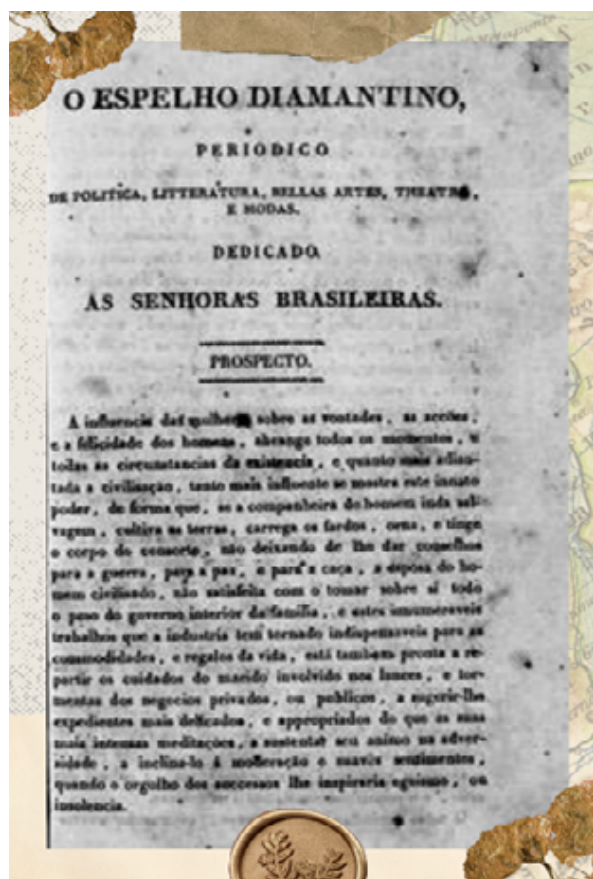 O ESPELHO DIAMANTINO,
PERIODICO
DE POLITICA, LITTERATURA, BELLAS ARTES, THEATRO,
E MODAS.
DEDICADO
AS SENHORAS BRASILEIRAS.
PROSPECTO.
A influencia das mulheres sobre as vontades, as acções,
e a felicidade dos homens, abrange todos os momentos, e
todas as circumstancias da existencia, e quanto mais adian-
tada a civilisação, tanto mais influente se mostra este innato
poder, de forma que, se a companheira do homem inda sal-
vagem, cultiva as terras, carrega os fardos, orna, e tinge
o corpo do consorte, não deixando de lhe dar conselhos
para a guerra, para a paz, e para a caça, a esposa do ho-
mem civilisado, não satisfeita com o tomar sobre si todo
o peso do governo interior da familia, e estes innumeraveis
trabalhos que a industria tem tornado indispensaveis para as
commodidades, e regalos da vida, está tambem prompta a re-
partir os cuidados do marido involvido nos lances, e tor-
mentas dos negocios privados, ou publicos, a sugerir-lhe
expedientes mais delicados, e appropriados do que as suas
mais intensas meditações, a sustentar seu animo na adver-
sidade, a inclina-lo á moderação e suaves sentimentos,
quando o orgulho dos successos lhe inspiraria egoismo, ou
insolencia.